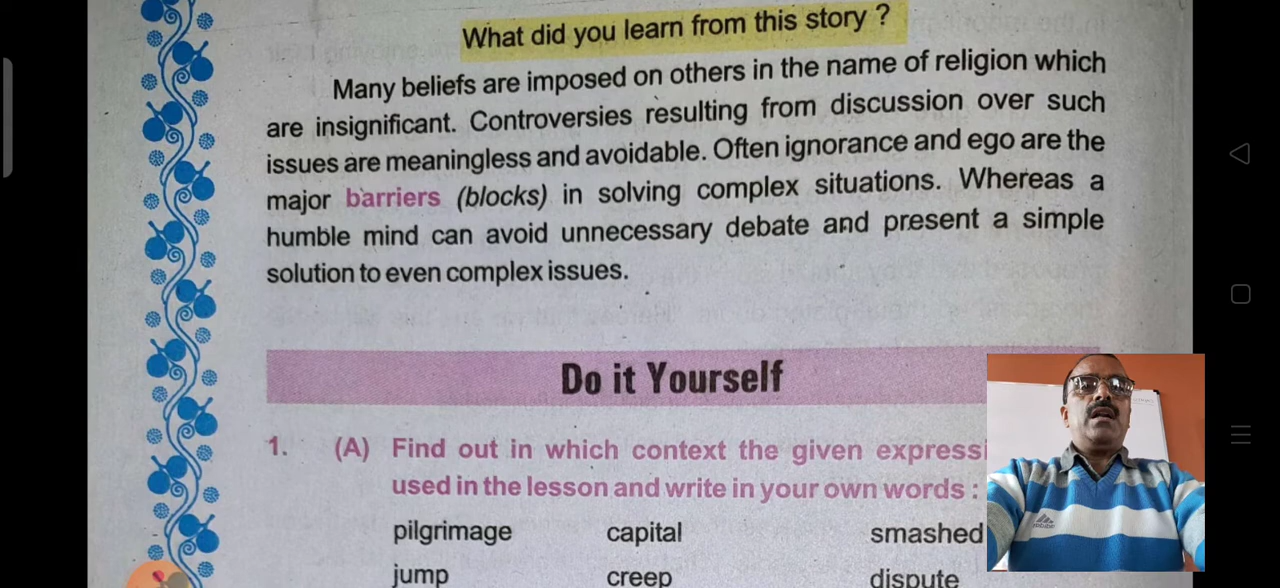 What did you learn from this story ?
Many beliefs are imposed on others in the name of religion which
are insignificant. Controversies resulting from discussion over such
issues are meaningless and avoidable. Often ignorance and ego are the
major barriers (blocks) in solving complex situations. Whereas a
humble mind can avoid unnecessary debate and present a simple
solution to even complex issues.
Do it Yourself
1. (A) Find out in which context the given
used in the lesson and write in your own words :
pilgrimage capital smashed
jump creep dispute